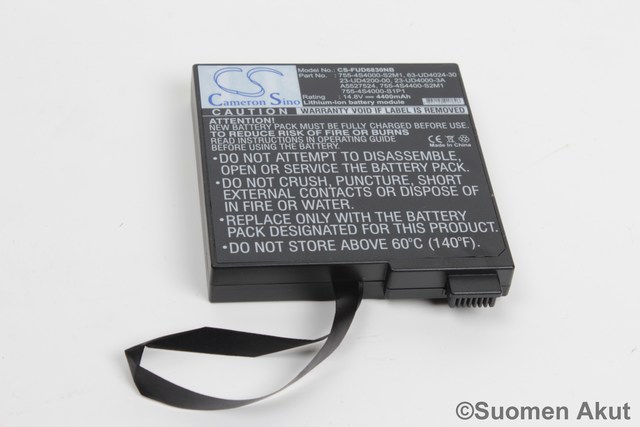 CS
Cameron Sino
Model No.: CS-FUD6830NB
Part No. : 755-4S4000-S2M1, 63-UD4024-30
23-UD4200-00, 23-UD4000-3A
A5527524, 755-4S4400-S2M1
755-4S4000-S1P1
Rating : 14.8V 4400mAh
Lithium-ion battery module
CAUTION WARRANTY VOID IF LABEL REMOVED
ATTENTION!
NEW BATTERY PACK MAY NOT BE FULLY CHARGED
TO REDUCE RISK OF FIRE OR BURNS
READ INSTRUCTIONS IN OPERATING GUIDE
BEFORE USING BATTERY PACK.
CE
Made In China
•DO NOT ATTEMPT TO DISASSEMBLE,
OPEN OR SERVICE THE BATTERY PACK.
•DO NOT CRUSH, PUNCTURE, SHORT
EXTERNAL CONTACTS OR DISPOSE OF
IN FIRE OR WATER.
•REPLACE ONLY WITH THE BATTERY
PACK DESIGNATED FOR THIS PRODUCT.
•DO NOT STORE ABOVE 60°C (140°F).
©Suomen Akut